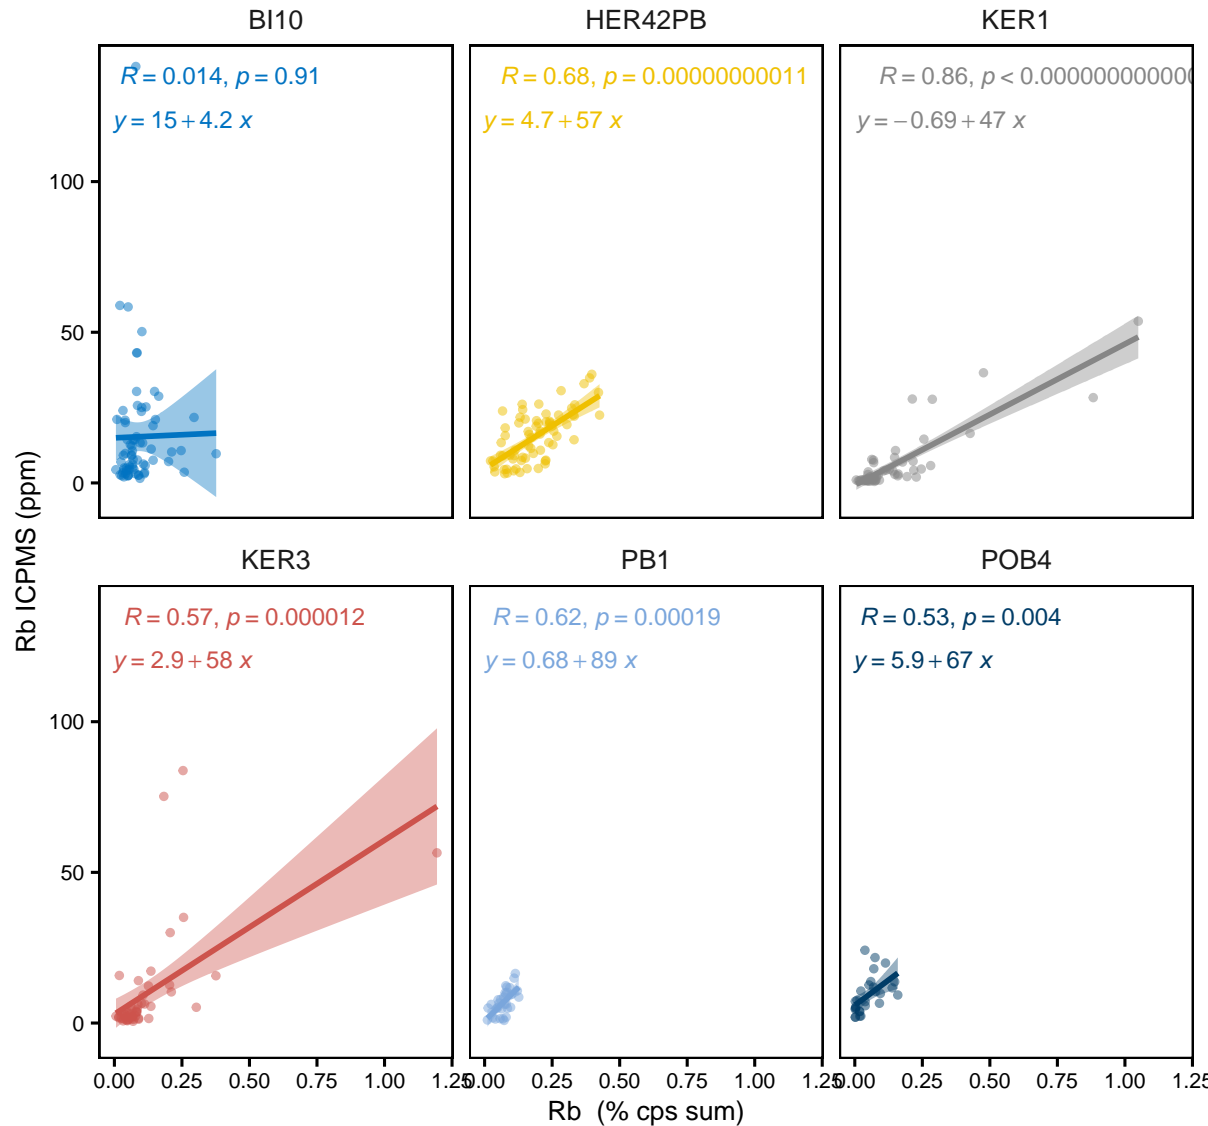 BI10 HER42PB KER1
R = 0.014, p = 0.91 R = 0.68, p = 0.00000000011 R = 0.86, p < 0.000000000000
y = 15 + 4.2 x y = 4.7 + 57 x y = −0.69 + 47 x
100
50
0
KER3 PB1 POB4
R = 0.57, p = 0.000012 R = 0.62, p = 0.00019 R = 0.53, p = 0.004
y = 2.9 + 58 x y = 0.68 + 89 x y = 5.9 + 67 x
100
50
0
0.00 0.25 0.50 0.75 1.00 1.25 0.00 0.25 0.50 0.75 1.00 1.25 0.00 0.25 0.50 0.75 1.00 1.25
Rb (% cps sum)
Rb ICPMS (ppm)